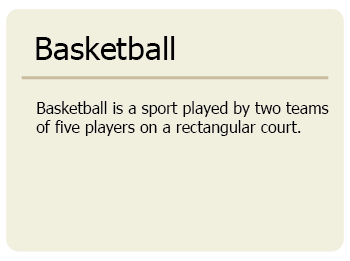 Basketball
Basketball is a sport played by two teams
of five players on a rectangular court.